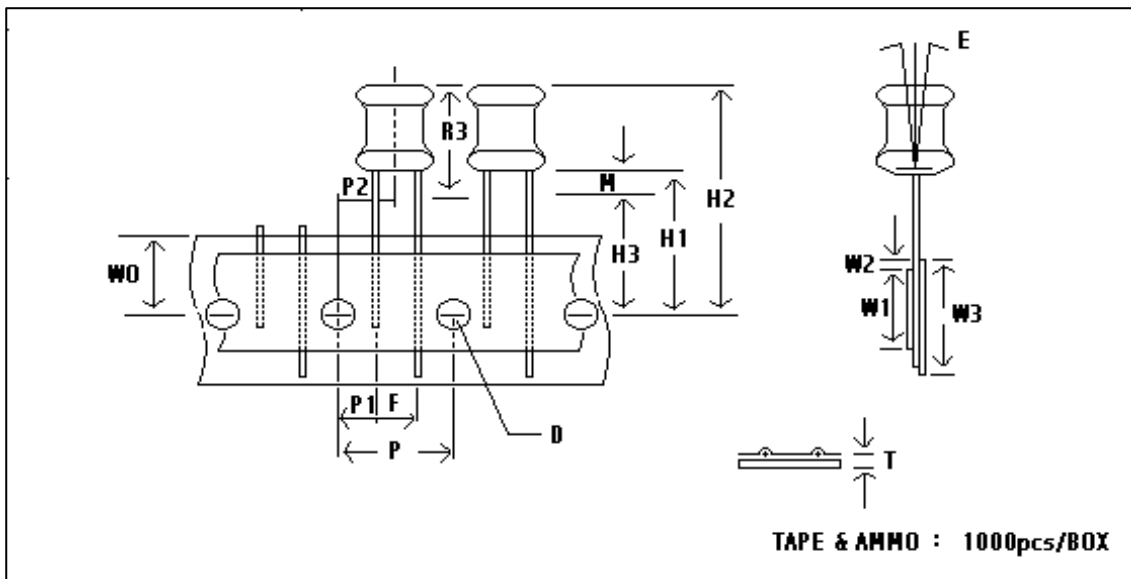 E
R3
P2
M
H2
H1
H3
W0
W2
W1
W3
P1 F
P
D
T
TAPE & AMMO : 1000pcs/BOX